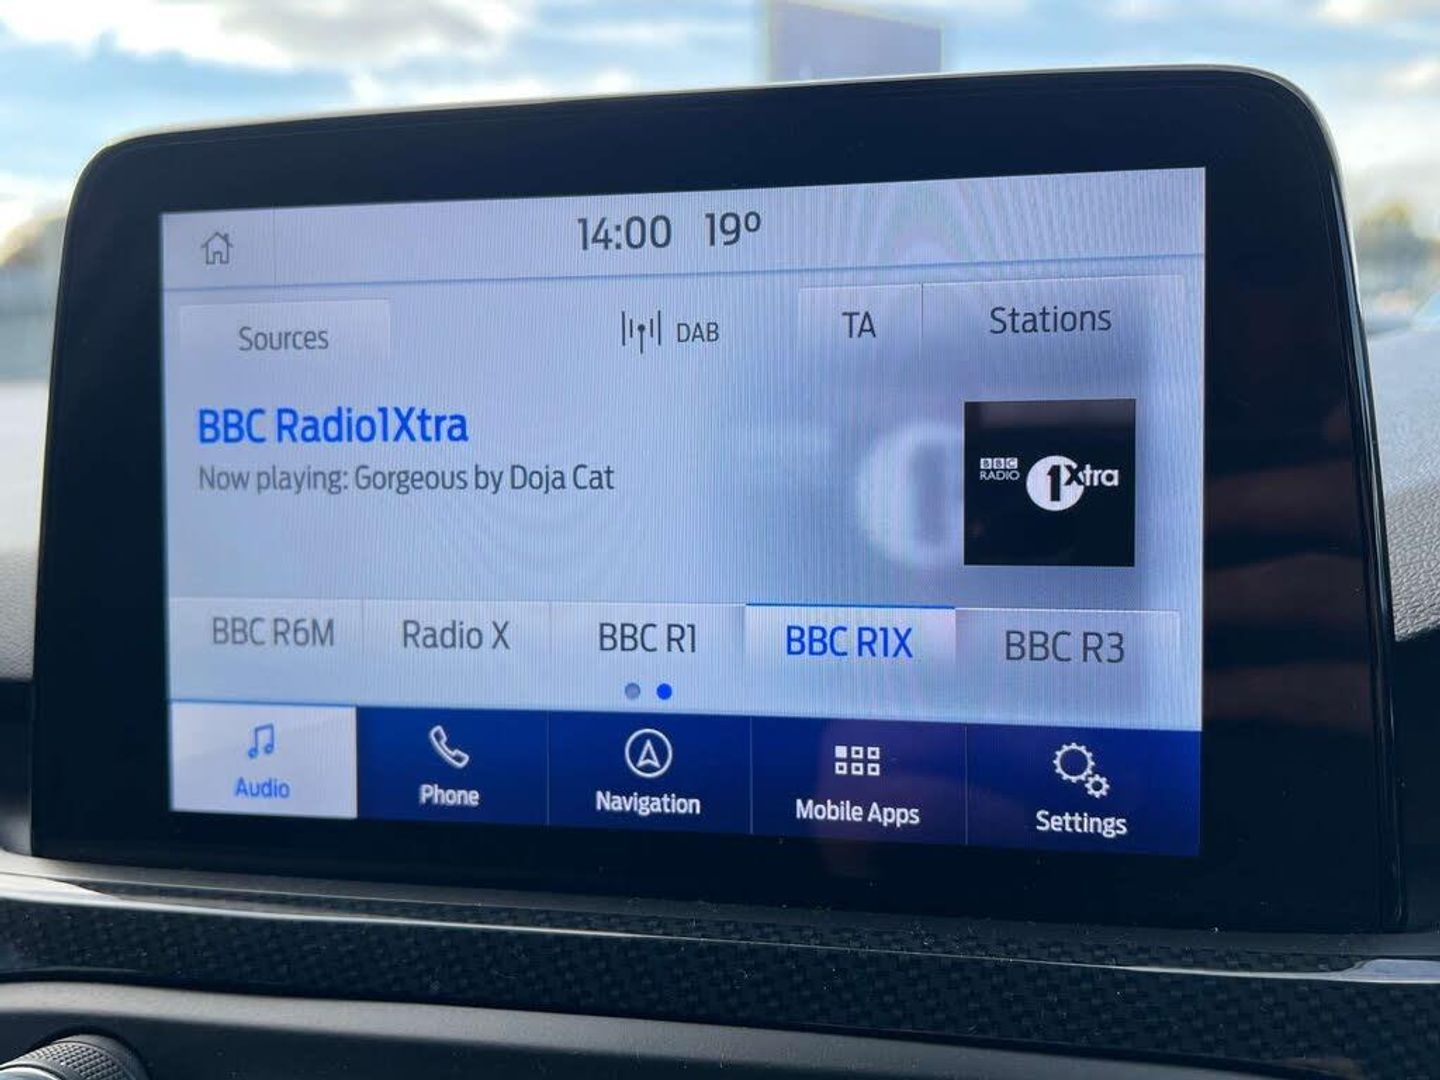 14:00 19º
Sources DAB TA Stations
BBC Radio1Xtra
Now playing: Gorgeous by Doja Cat
BBC RADIO 1Xtra
BBC R6M Radio X BBC R1 BBC R1X BBC R3
Audio Phone Navigation Mobile Apps Settings